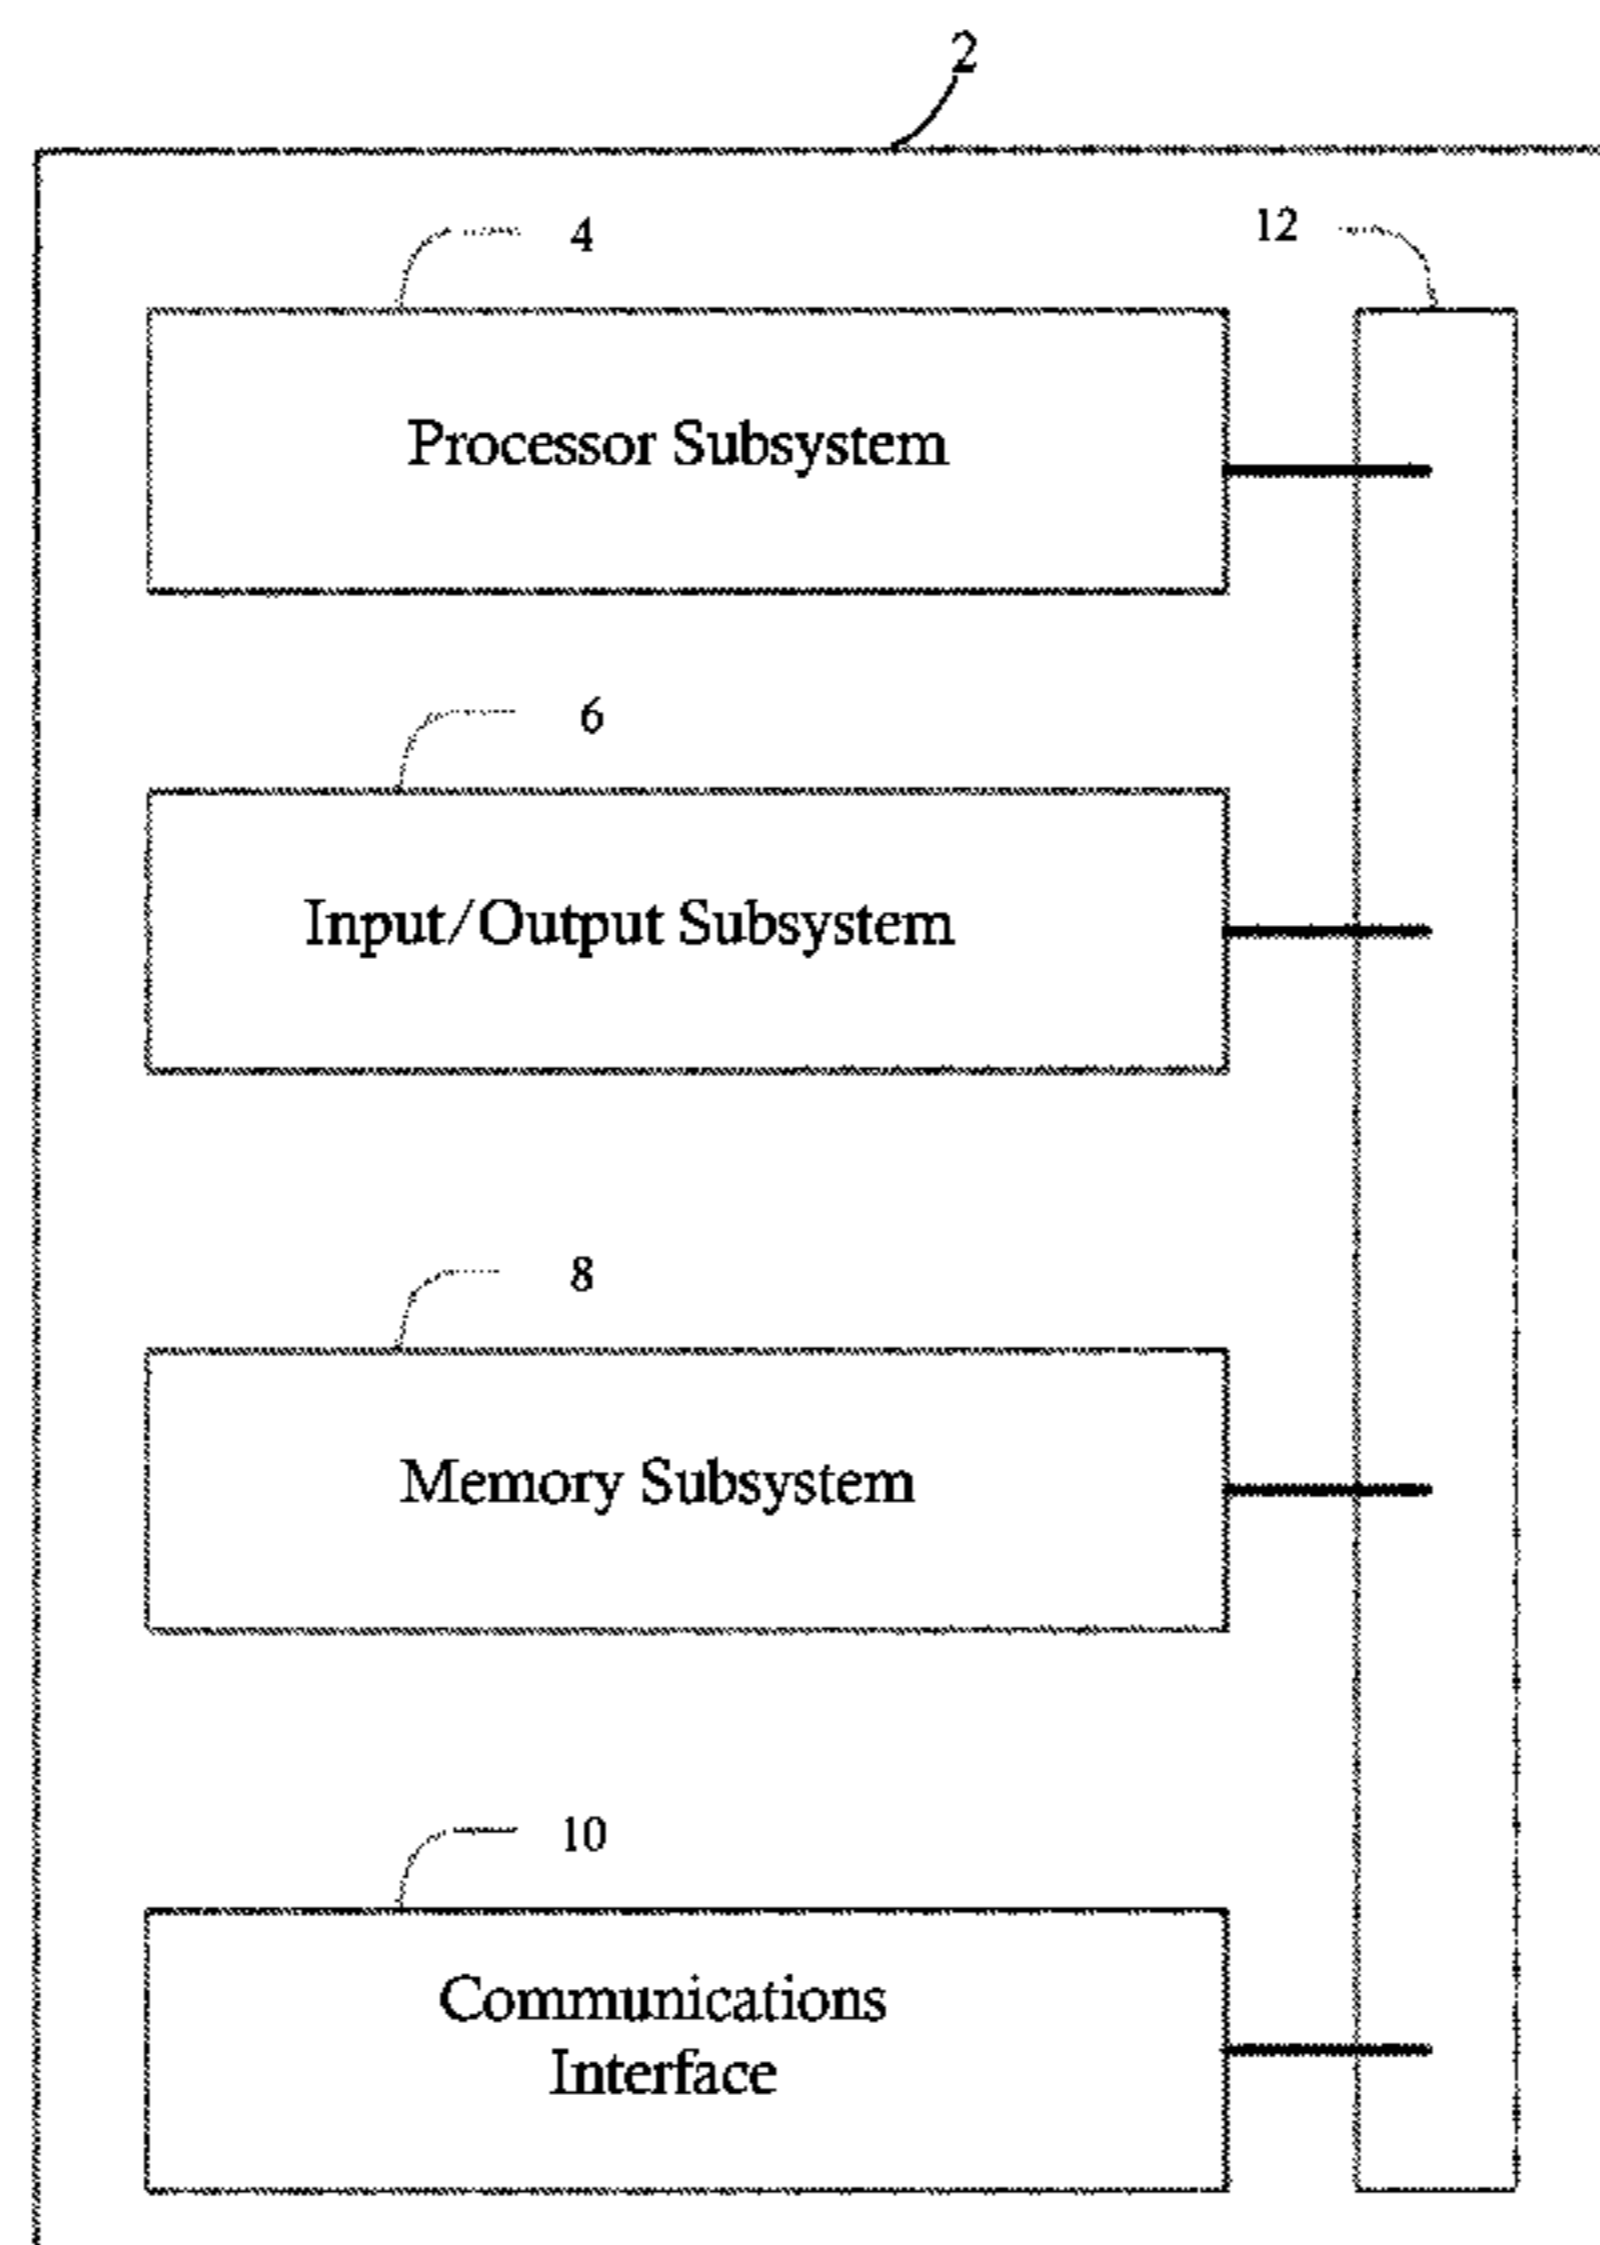 2
4
12
Processor Subsystem
6
Input/Output Subsystem
8
Memory Subsystem
10
Communications
Interface